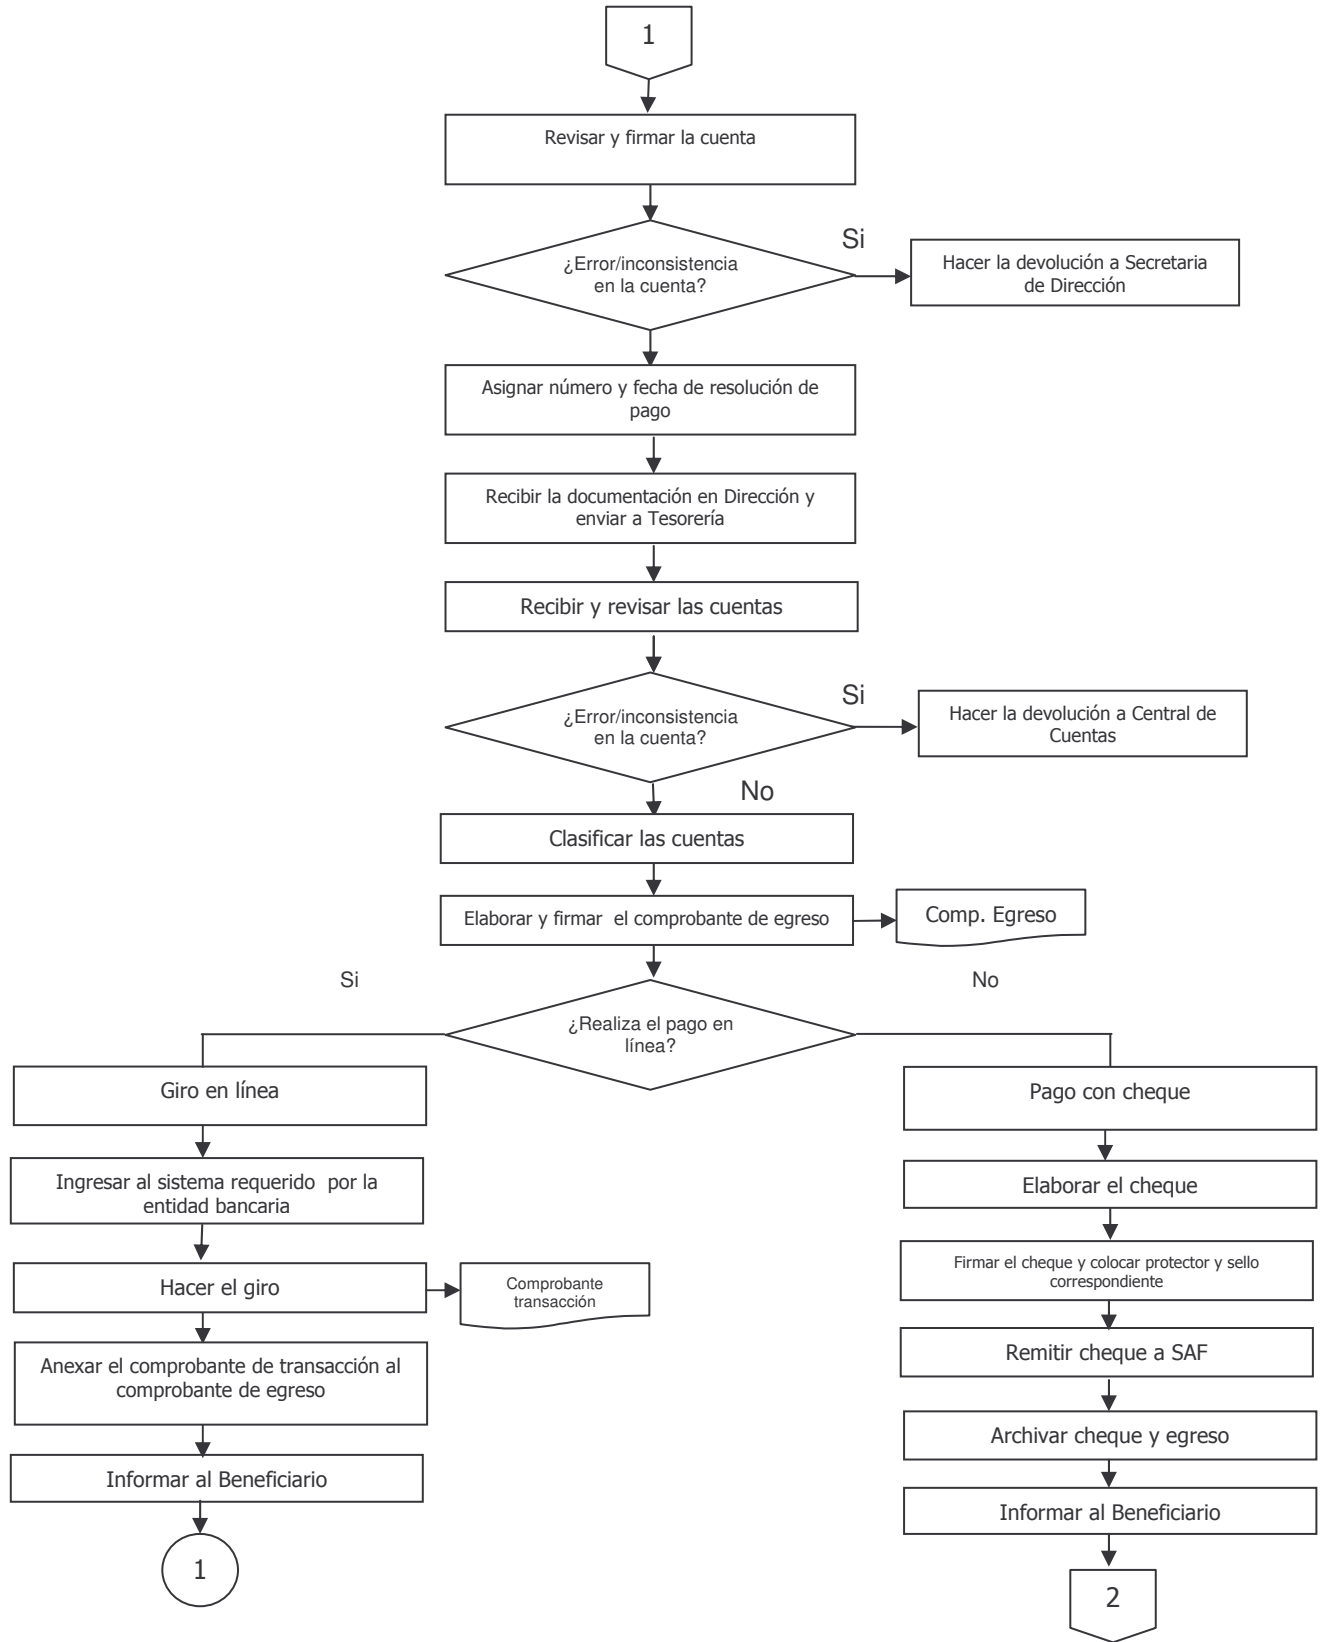 1
Revisar y firmar la cuenta
Si
¿Error/inconsistencia
en la cuenta?
Hacer la devolución a Secretaria
de Dirección
Asignar número y fecha de resolución de
pago
Recibir la documentación en Dirección y
enviar a Tesorería
Recibir y revisar las cuentas
Si
¿Error/inconsistencia
en la cuenta?
Hacer la devolución a Central de
Cuentas
No
Clasificar las cuentas
Elaborar y firmar  el comprobante de egreso
Comp. Egreso
Si
No
¿Realiza el pago en
línea?
Giro en línea
Ingresar al sistema requerido  por la
entidad bancaria
Hacer el giro
Comprobante
transacción
Anexar el comprobante de transacción al
comprobante de egreso
Informar al Beneficiario
1
Pago con cheque
Elaborar el cheque
Firmar el cheque y colocar protector y sello
correspondiente
Remitir cheque a SAF
Archivar cheque y egreso
Informar al Beneficiario
2